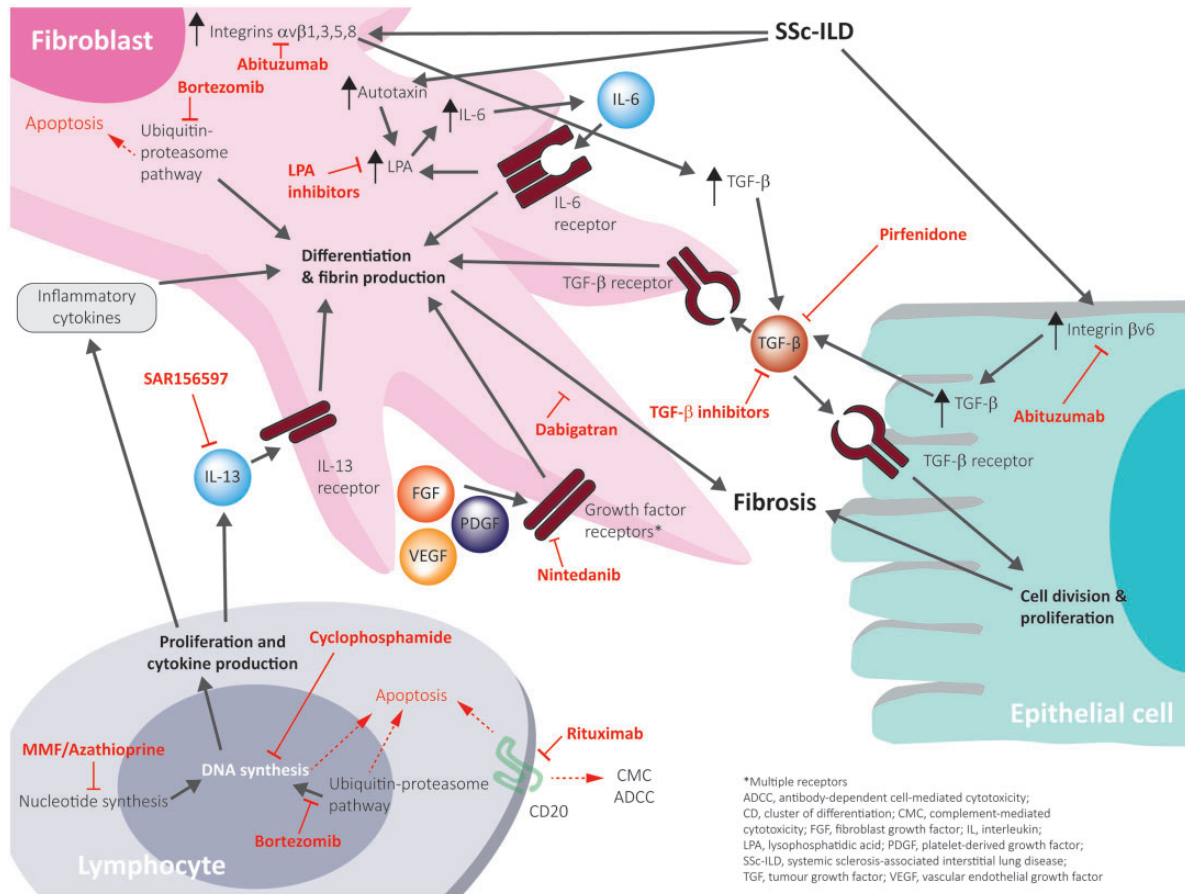 Fibroblast
Integrins αvβ1,3,5,8
Abituzumab
Bortezomib
Apoptosis
Ubiquitin-
proteasome
pathway
Autotaxin
IL-6
LPA
LPA
inhibitors
IL-6
IL-6
receptor
SSc-ILD
TGF-β
Pirfenidone
Differentiation
& fibrin production
TGF-β receptor
Inflammatory
cytokines
TGF-β
Integrin βv6
TGF-β
Abituzumab
SAR156597
TGF-β inhibitors
Dabigatran
TGF-β receptor
IL-13
IL-13
receptor
FGF
PDGF
VEGF
Growth factor
receptors*
Nintedanib
Fibrosis
Cell division &
proliferation
Epithelial cell
Proliferation and
cytokine production
Cyclophosphamide
Apoptosis
MMF/Azathioprine
DNA synthesis
Nucleotide synthesis
Ubiquitin-proteasome
pathway
Bortezomib
Lymphocyte
Rituximab
CD20
CMC
ADCC
*Multiple receptors
ADCC, antibody-dependent cell-mediated cytotoxicity;
CD, cluster of differentiation; CMC, complement-mediated
cytotoxicity; FGF, fibroblast growth factor; IL, interleukin;
LPA, lysophosphatidic acid; PDGF, platelet-derived growth factor;
SSc-ILD, systemic sclerosis-associated interstitial lung disease;
TGF, tumour growth factor; VEGF, vascular endothelial growth factor